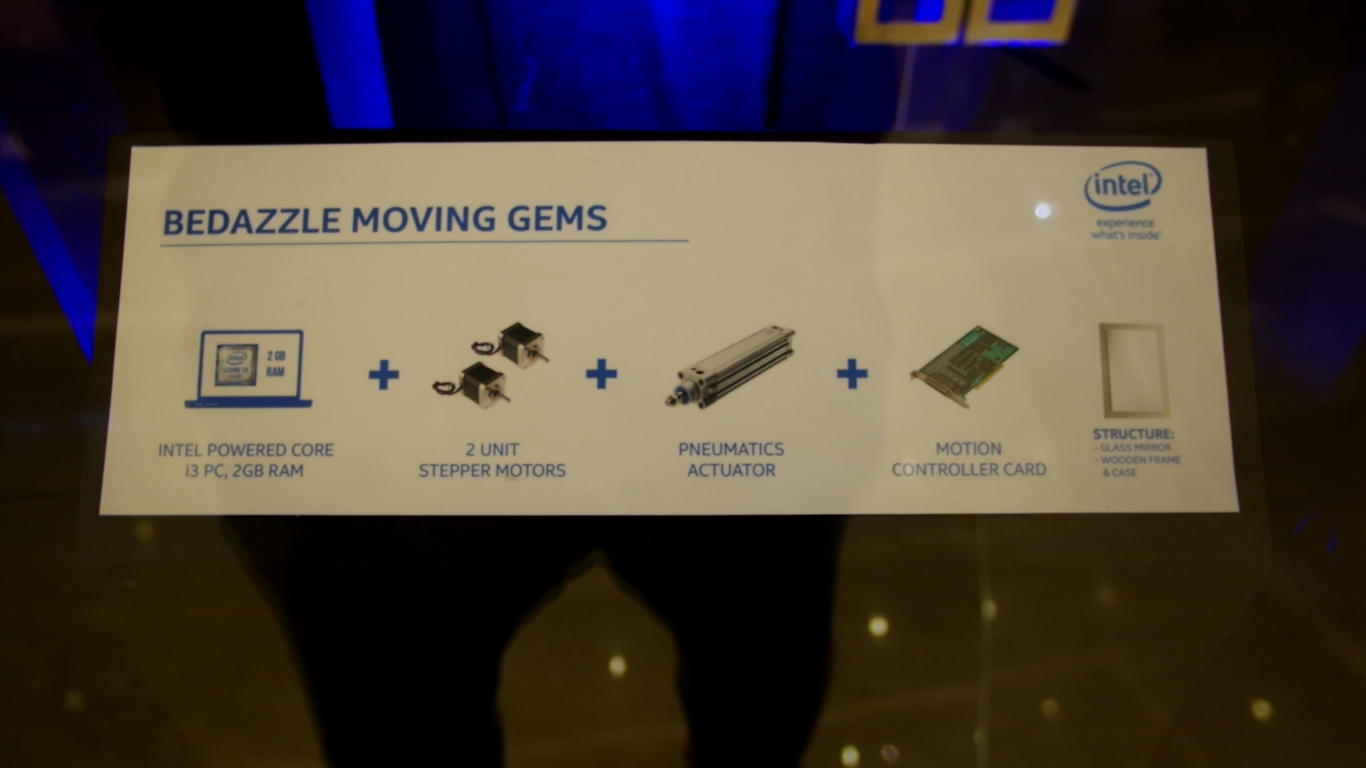 intel
experience
what's inside
BEDAZZLE MOVING GEMS
intel
CORE i3
2 GB
RAM
+
+
+
INTEL POWERED CORE
i3 PC, 2GB RAM
2 UNIT
STEPPER MOTORS
PNEUMATICS
ACTUATOR
MOTION
CONTROLLER CARD
STRUCTURE:
- GLASS MIRROR
- WOODEN FRAME
& CASE